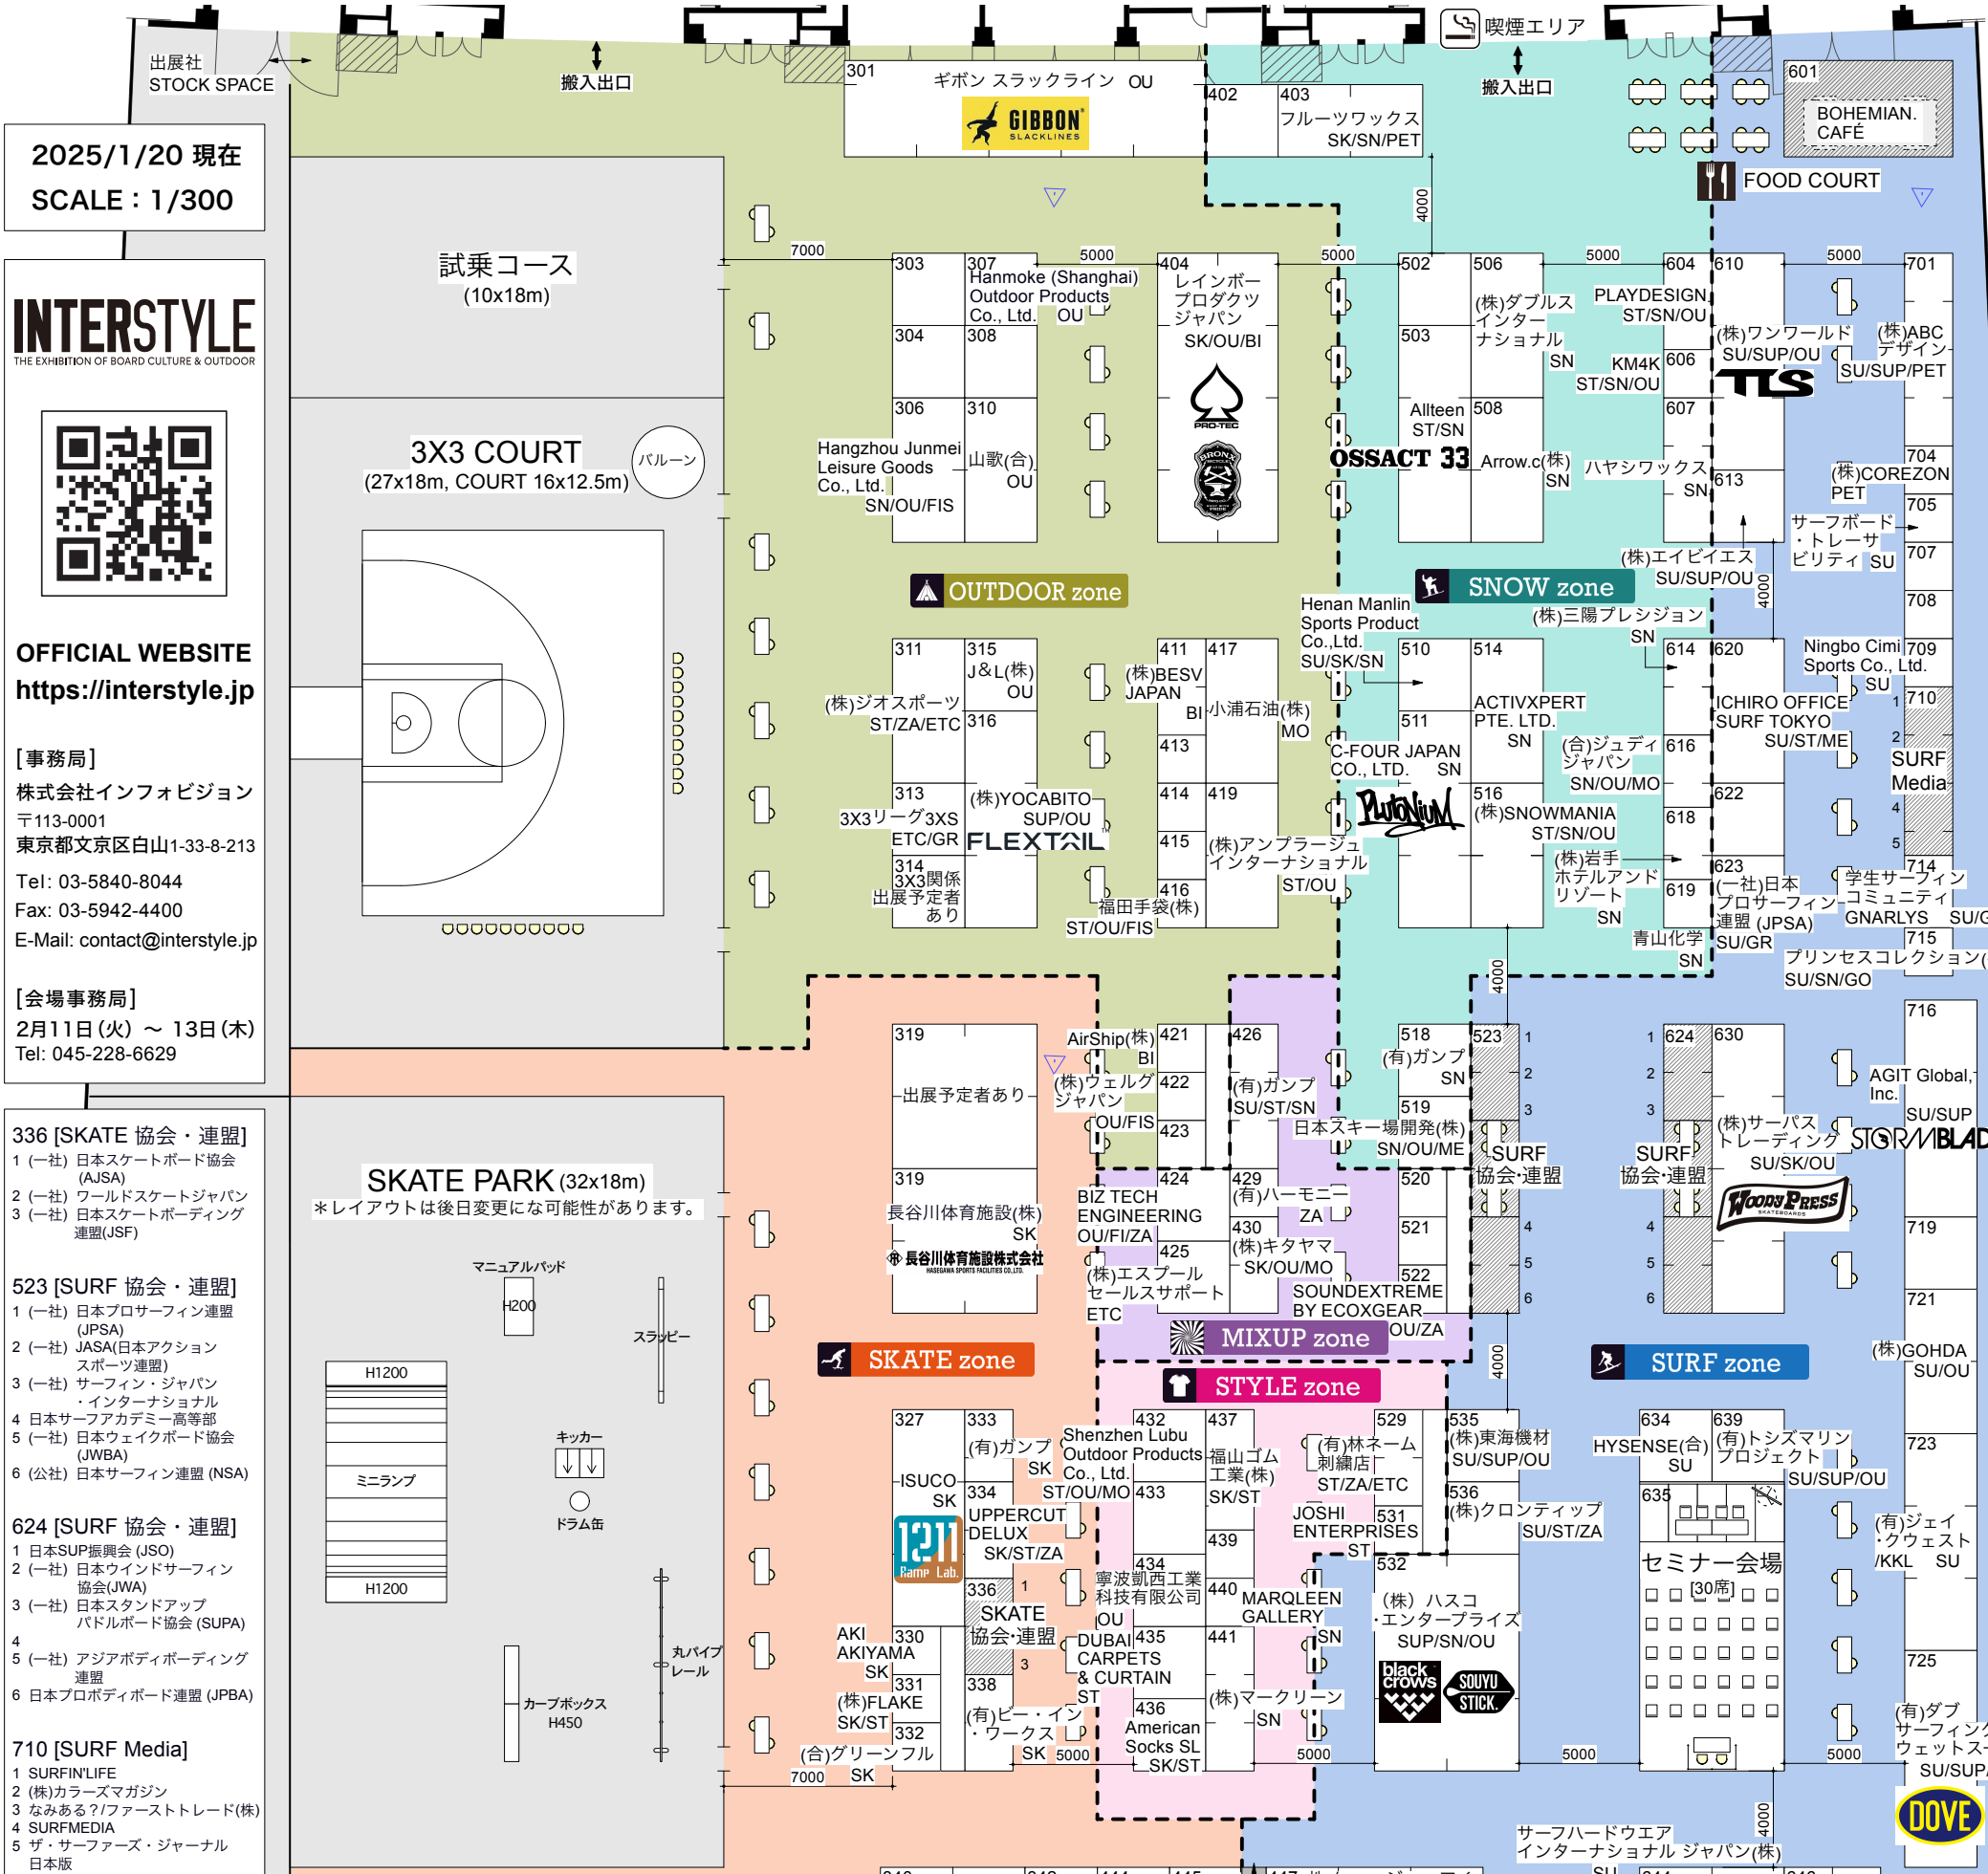 出展社
STOCK SPACE
搬入出口
喫煙エリア
搬入出口
2025/1/20 現在
SCALE：1/300
INTERSTYLE
THE EXHIBITION OF BOARD CULTURE & OUTDOOR
OFFICIAL WEBSITE
https://interstyle.jp
[事務局]
株式会社インフォビジョン
〒113-0001
東京都文京区白山1-33-8-213
Tel: 03-5840-8044
Fax: 03-5942-4400
E-Mail: contact@interstyle.jp
[会場事務局]
2月11日(火) ～ 13日(木)
Tel: 045-228-6629
336 [SKATE 協会・連盟]
1 (一社) 日本スケートボード協会
(AJSA)
2 (一社) ワールドスケートジャパン
3 (一社) 日本スケートボーディング
連盟(JSF)
523 [SURF 協会・連盟]
1 (一社) 日本プロサーフィン連盟
(JPSA)
2 (一社) JASA(日本アクション
スポーツ連盟)
3 (一社) サーフィン・ジャパン
・インターナショナル
4 日本サーフアカデミー高等部
5 (一社) 日本ウェイクボード協会
(JWBA)
6 (公社) 日本サーフィン連盟 (NSA)
624 [SURF 協会・連盟]
1 日本SUP振興会 (JSO)
2 (一社) 日本ウインドサーフィン
協会(JWA)
3 (一社) 日本スタンドアップ
パドルボード協会 (SUPA)
4
5 (一社) アジアボディボーディング
連盟
6 日本プロボディボード連盟 (JPBA)
710 [SURF Media]
1 SURFIN'LIFE
2 (株)カラーズマガジン
3 なみある？/ファーストトレード(株)
4 SURFMEDIA
5 ザ・サーファーズ・ジャーナル
日本版
試乗コース
(10x18m)
3X3 COURT
(27x18m, COURT 16x12.5m)
バルーン
SKATE PARK (32x18m)
＊レイアウトは後日変更にな可能性があります。
マニュアルパッド
H200
スラッピー
H1200
ミニランプ
H1200
キッカー
ドラム缶
丸パイプ
レール
カーブボックス
H450
301
ギボン スラックライン OU
GIBBON
SLACKLINES
402
403
フルーツワックス
SK/SN/PET
4000
601
BOHEMIAN.
CAFÉ
FOOD COURT
7000
5000
5000
5000
5000
303
304
306
Hangzhou Junmei
Leisure Goods
Co., Ltd.
SN/OU/FIS
307
Hanmoke (Shanghai)
Outdoor Products
Co., Ltd. OU
308
310
山歌(合)
OU
404
レインボー
プロダクツ
ジャパン
SK/OU/BI
PRO-TEC
BRONX
502
503
Allteen
ST/SN
OSSACT 33
506
(株)ダブルス
インター
ナショナル
SN
508
Arrow.c(株)
SN
604
PLAYDESIGN
ST/SN/OU
606
KM4K
ST/SN/OU
607
ハヤシワックス
SN
610
(株)ワンワールド
SU/SUP/OU
TLS
613
(株)エイビイエス
SU/SUP/OU
4000
701
(株)ABC
デザイン
SU/SUP/PET
704
(株)COREZON
PET
705
サーフボード
・トレーサ
ビリティ SU
707
708
OUTDOOR zone
SNOW zone
311
(株)ジオスポーツ
ST/ZA/ETC
313
3X3リーグ3XS
ETC/GR
314
3X3関係
出展予定者
あり
315
J&L(株)
OU
316
(株)YOCABITO
SUP/OU
FLEXTAIL
411
(株)BESV
JAPAN
BI
413
414
415
416
福田手袋(株)
ST/OU/FIS
417
小浦石油(株)
MO
419
(株)アンプラージュ
インターナショナル
ST/OU
Henan Manlin
Sports Product
Co.,Ltd.
SU/SK/SN
510
511
C-FOUR JAPAN
CO., LTD. SN
PLUTONIUM
514
ACTIVXPERT
PTE. LTD.
SN
516
(株)SNOWMANIA
ST/SN/OU
(株)三陽プレシジョン
SN
614
616
(合)ジュディ
ジャパン
SN/OU/MO
618
(株)岩手
ホテルアンド
リゾート
SN
619
青山化学
SN
620
ICHIRO OFFICE
SURF TOKYO
SU/ST/ME
622
623
(一社)日本
プロサーフィン
連盟 (JPSA)
SU/GR
709
Ningbo Cimi
Sports Co., Ltd.
SU
710
1
2
SURF
Media
4
5
714
学生サーフィン
コミュニティ
GNARLYS SU/G
715
プリンセスコレクション(
SU/SN/GO
4000
319
出展予定者あり
319
長谷川体育施設(株)
SK
長谷川体育施設株式会社
HASEGAWA SPORTS FACILITIES CO.,LTD.
421
AirShip(株)
BI
422
(株)ウェルグ
ジャパン
OU/FIS
423
426
(有)ガンプ
SU/ST/SN
424
BIZ TECH
ENGINEERING
OU/FI/ZA
425
(株)エスプール
セールスサポート
ETC
429
(有)ハーモニー
ZA
430
(株)キタヤマ
SK/OU/MO
518
(有)ガンプ
SN
519
日本スキー場開発(株)
SN/OU/ME
520
521
522
SOUNDEXTREME
BY ECOXGEAR
OU/ZA
523
1
2
3
SURF
協会・連盟
4
5
6
624
1
2
3
SURF
協会・連盟
4
5
6
630
(株)サーパス
トレーディング
SU/SK/OU
WOODY PRESS
SKATEBOARDS
716
AGIT Global,
Inc.
SU/SUP
STORMBLAD
719
721
(株)GOHDA
SU/OU
SKATE zone
MIXUP zone
STYLE zone
SURF zone
4000
327
ISUCO
SK
1211
Ramp Lab.
330
AKI
AKIYAMA
SK
331
(株)FLAKE
SK/ST
332
(合)グリーンフル
SK
333
(有)ガンプ
SK
334
UPPERCUT
DELUX
SK/ST/ZA
336
1
SKATE
協会・連盟
3
338
(有)ビー・イン
・ワークス
SK
432
Shenzhen Lubu
Outdoor Products
Co., Ltd.
ST/OU/MO
433
434
寧波凱西工業
科技有限公司
OU
435
DUBAI
CARPETS
& CURTAIN
ST
436
American
Socks SL
SK/ST
437
福山ゴム
工業(株)
SK/ST
439
440
MARQLEEN
GALLERY
SN
441
(株)マークリーン
SN
529
(有)林ネーム
刺繍店
ST/ZA/ETC
531
JOSHI
ENTERPRISES
ST
532
(株) ハスコ
・エンタープライズ
SUP/SN/OU
black
crows
SOUYU
STICK.
535
(株)東海機材
SU/SUP/OU
536
(株)クロンティップ
SU/ST/ZA
634
HYSENSE(合)
SU
635
セミナー会場
[30席]
639
(有)トシズマリン
プロジェクト
SU/SUP/OU
723
(有)ジェイ
・クウェスト
/KKL SU
725
(有)ダブ
サーフィング
ウェットスー
SU/SUP/
DOVE
7000
5000
5000
5000
5000
4000
サーフハードウエア
インターナショナル ジャパン(株)
SU